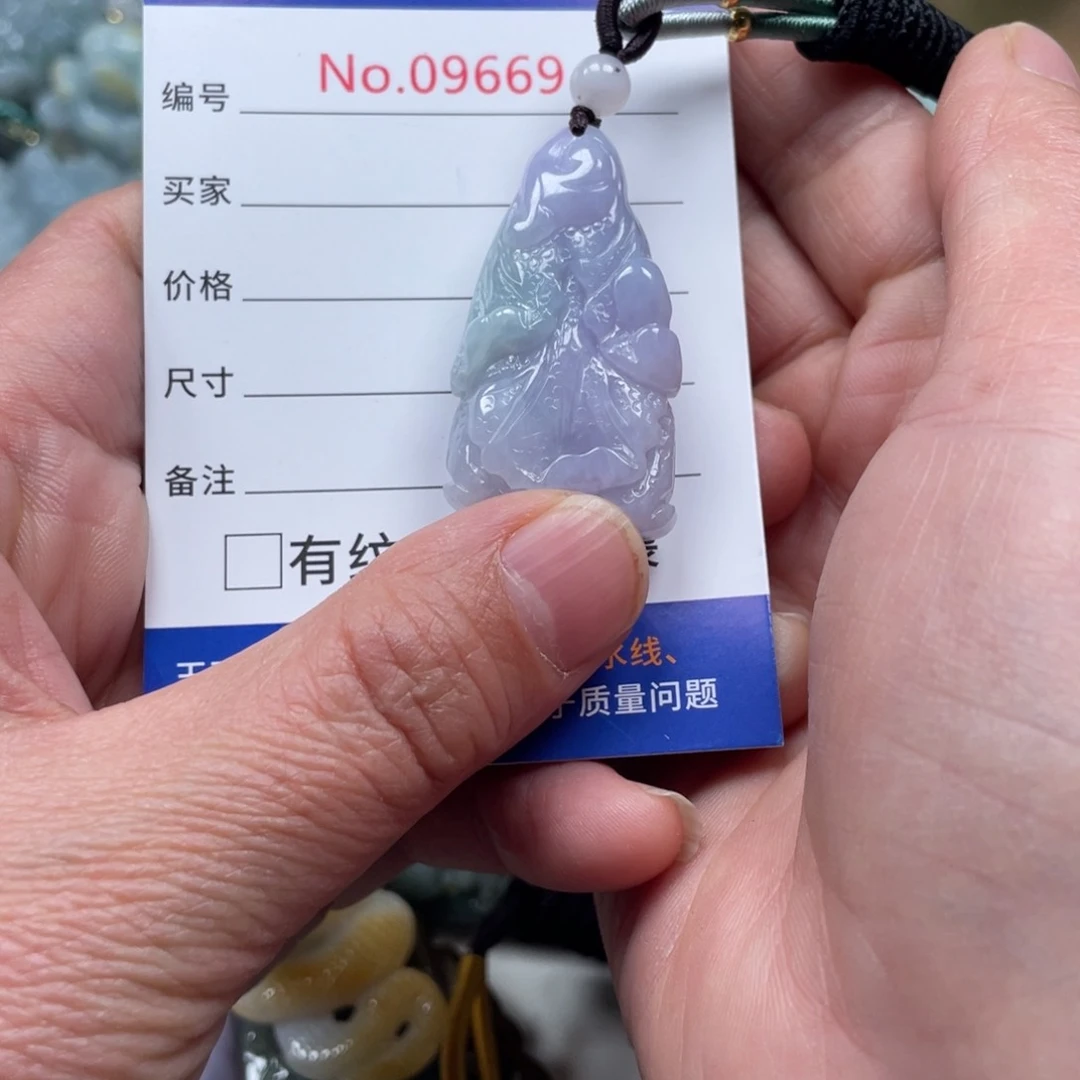 编号 No.09669
买家
价格
尺寸
备注
有纹
水线、
质量问题